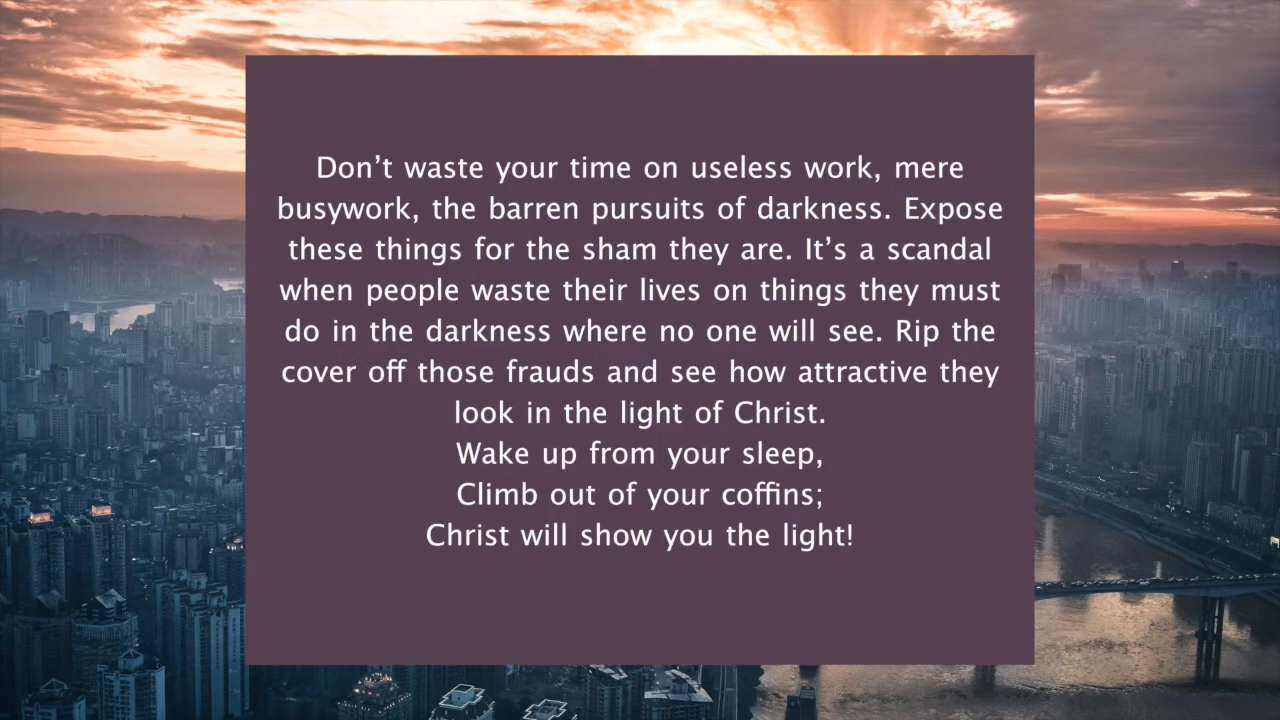 Don’t waste your time on useless work, mere
busywork, the barren pursuits of darkness. Expose
these things for the sham they are. It’s a scandal
when people waste their lives on things they must
do in the darkness where no one will see. Rip the
cover off those frauds and see how attractive they
look in the light of Christ.
Wake up from your sleep,
Climb out of your coffins;
Christ will show you the light!